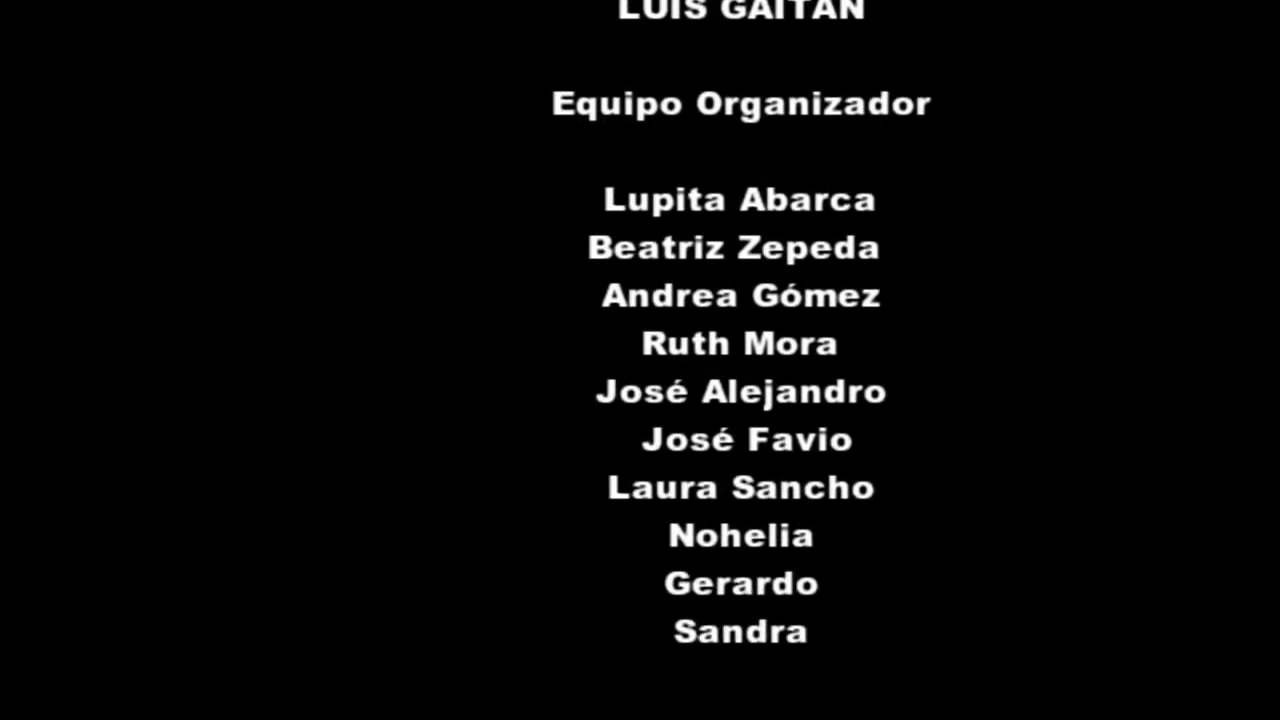 LUIS GAITAN
Equipo Organizador
Lupita Abarca
Beatriz Zepeda
Andrea Gómez
Ruth Mora
José Alejandro
José Favio
Laura Sancho
Nohelia
Gerardo
Sandra